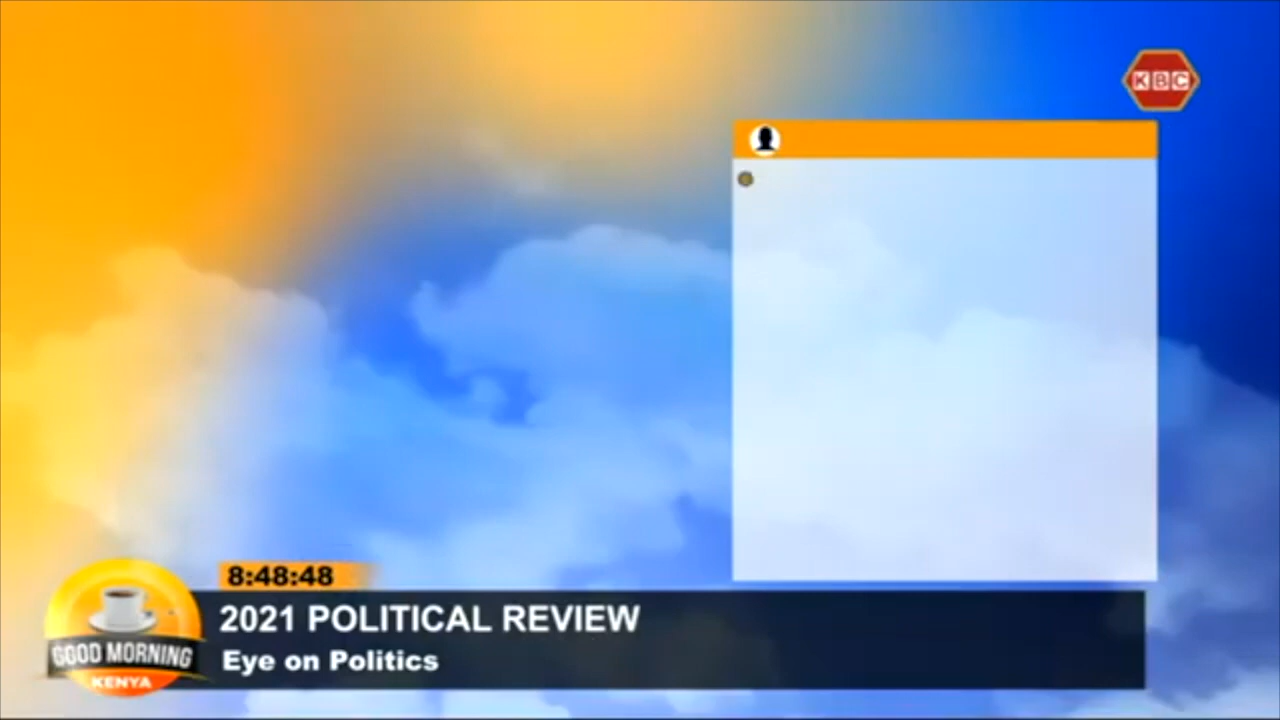 KBC
8:48:48
2021 POLITICAL REVIEW
Eye on Politics
GOOD MORNING
KENYA